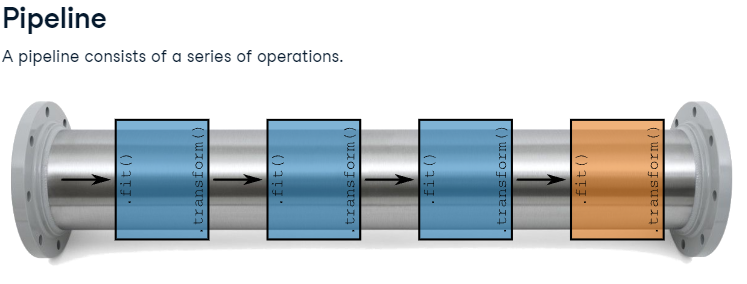 Pipeline
A pipeline consists of a series of operations.
.fit()
.transform()
.fit()
.transform()
.fit()
.transform()
.fit()
.transform()